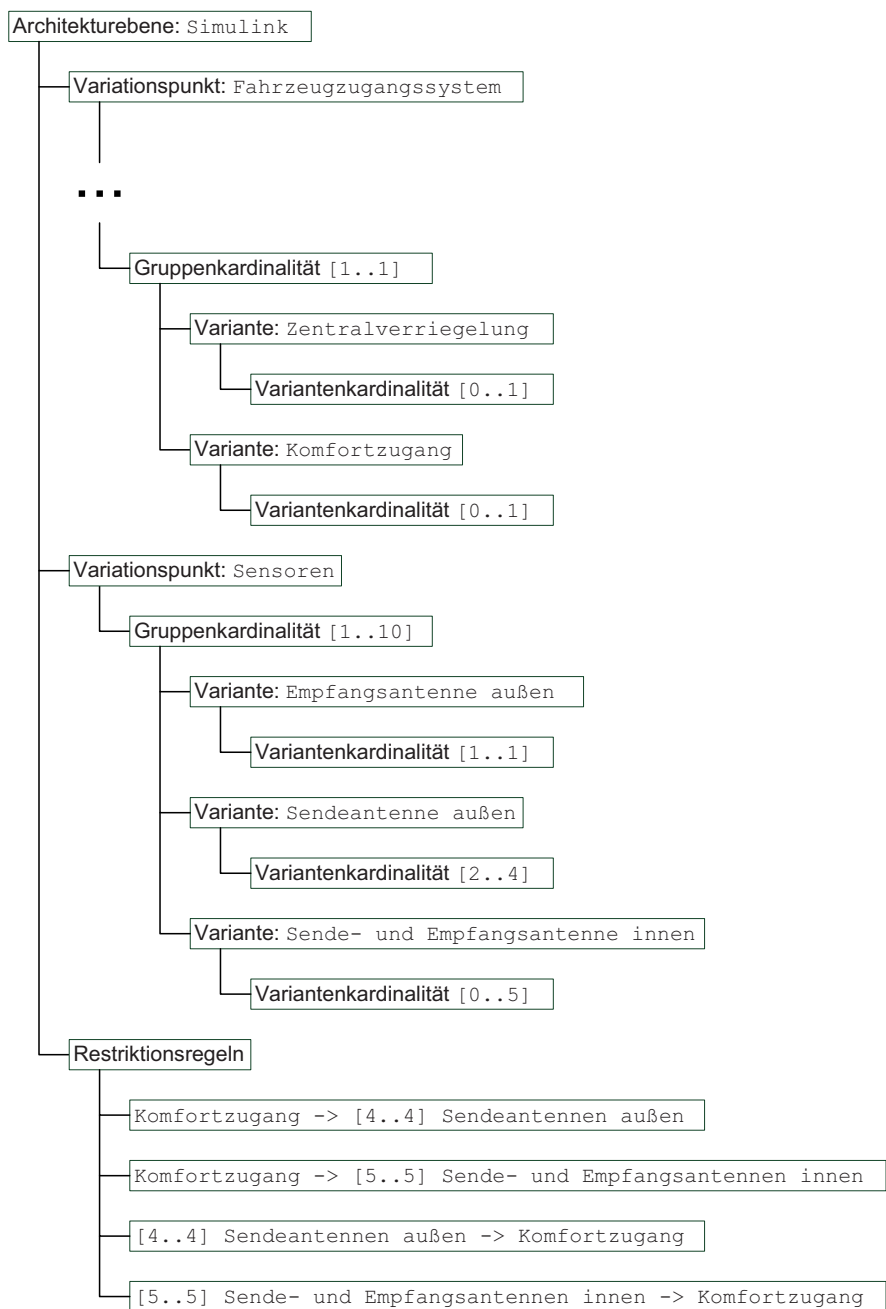 Architekturebene: Simulink
Variationspunkt: Fahrzeugzugangssystem
...
Gruppenkardinalität [1..1]
Variante: Zentralverriegelung
Variantenkardinalität [0..1]
Variante: Komfortzugang
Variantenkardinalität [0..1]
Variationspunkt: Sensoren
Gruppenkardinalität [1..10]
Variante: Empfangsantenne außen
Variantenkardinalität [1..1]
Variante: Sendeantenne außen
Variantenkardinalität [2..4]
Variante: Sende- und Empfangsantenne innen
Variantenkardinalität [0..5]
Restriktionsregeln
Komfortzugang -> [4..4] Sendeantennen außen
Komfortzugang -> [5..5] Sende- und Empfangsantennen innen
[4..4] Sendeantennen außen -> Komfortzugang
[5..5] Sende- und Empfangsantennen innen -> Komfortzugang